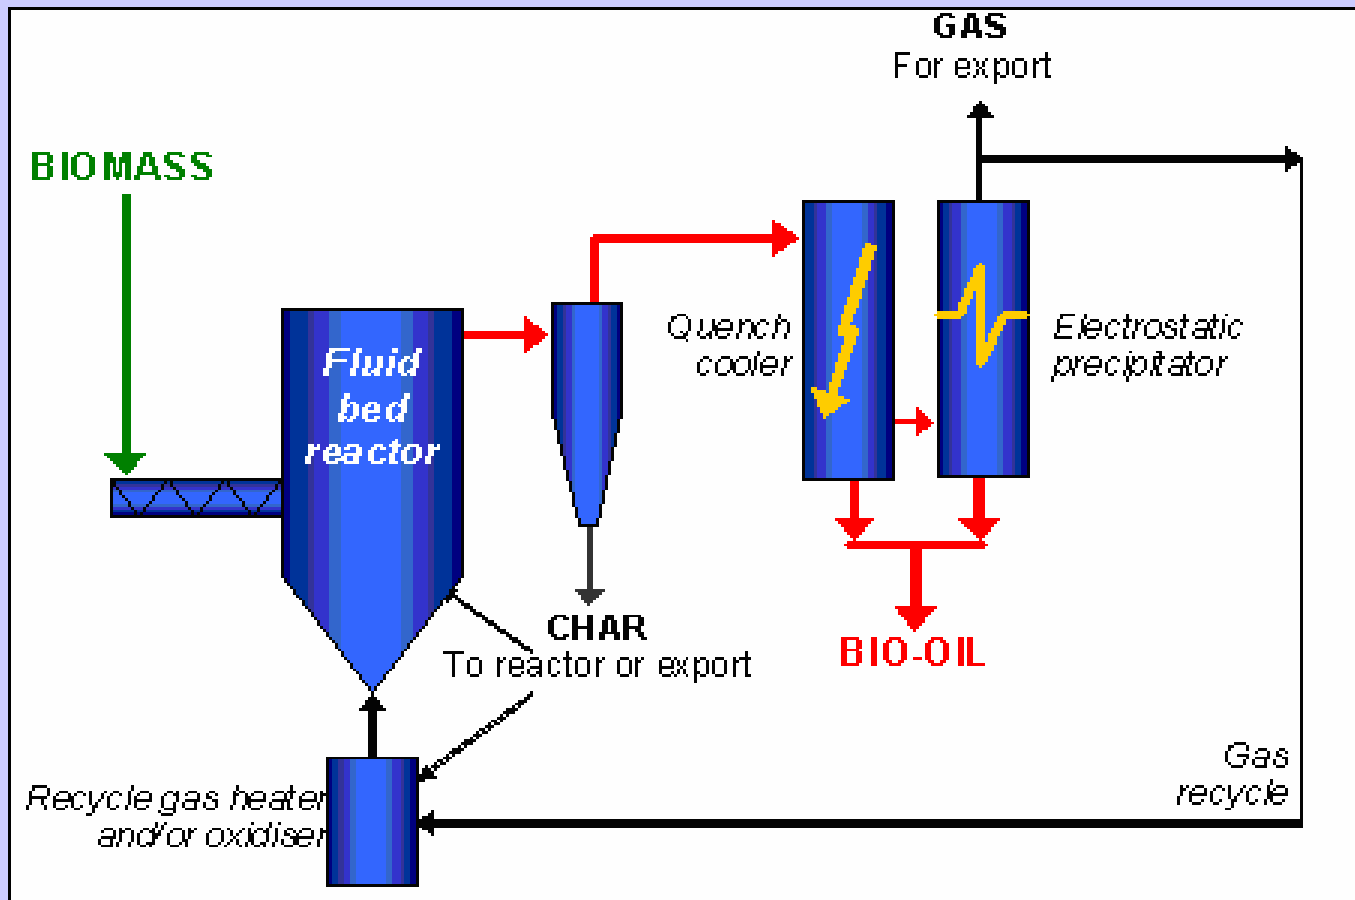 GAS
For export
BIOMASS
Fluid
bed
reactor
Quench
cooler
Electrostatic
precipitator
CHAR
To reactor or export
BIO-OIL
Gas
recycle
Recycle gas heater
and/or oxidiser